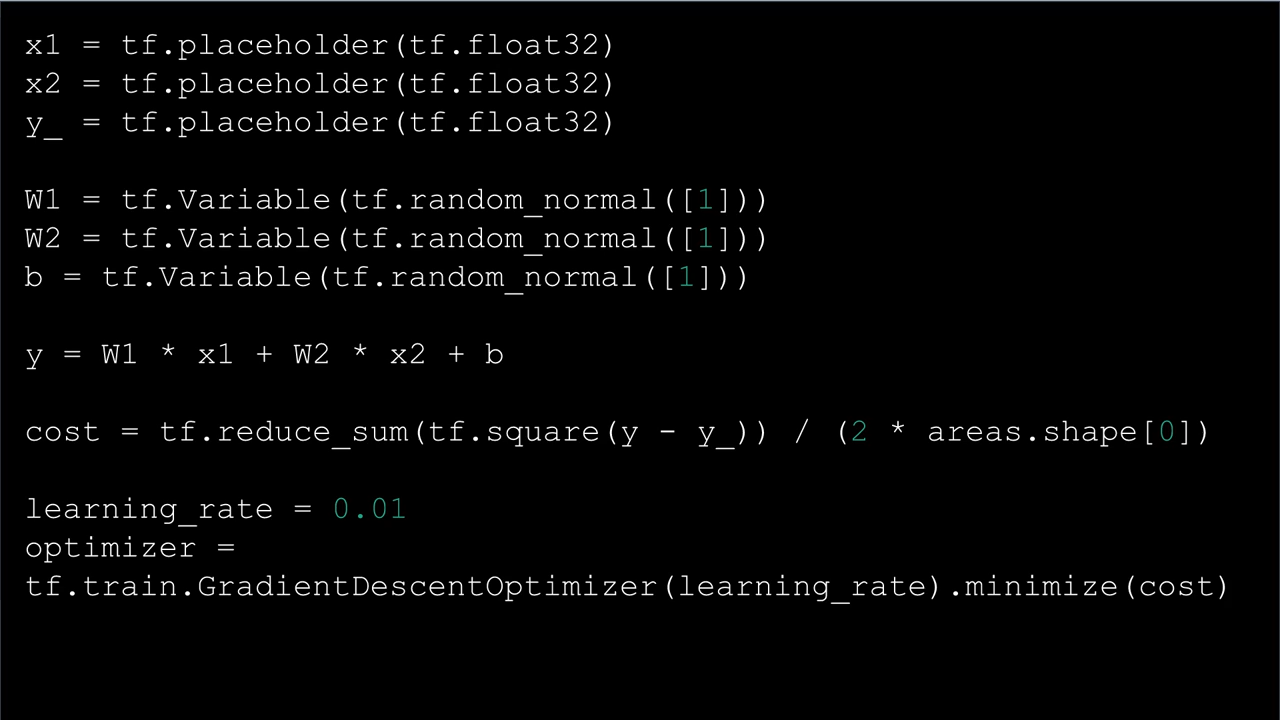 x1 = tf.placeholder(tf.float32)
x2 = tf.placeholder(tf.float32)
y_ = tf.placeholder(tf.float32)
W1 = tf.Variable(tf.random_normal([1]))
W2 = tf.Variable(tf.random_normal([1]))
b = tf.Variable(tf.random_normal([1]))
y = W1 * x1 + W2 * x2 + b
cost = tf.reduce_sum(tf.square(y - y_)) / (2 * areas.shape[0])
learning_rate = 0.01
optimizer =
tf.train.GradientDescentOptimizer(learning_rate).minimize(cost)